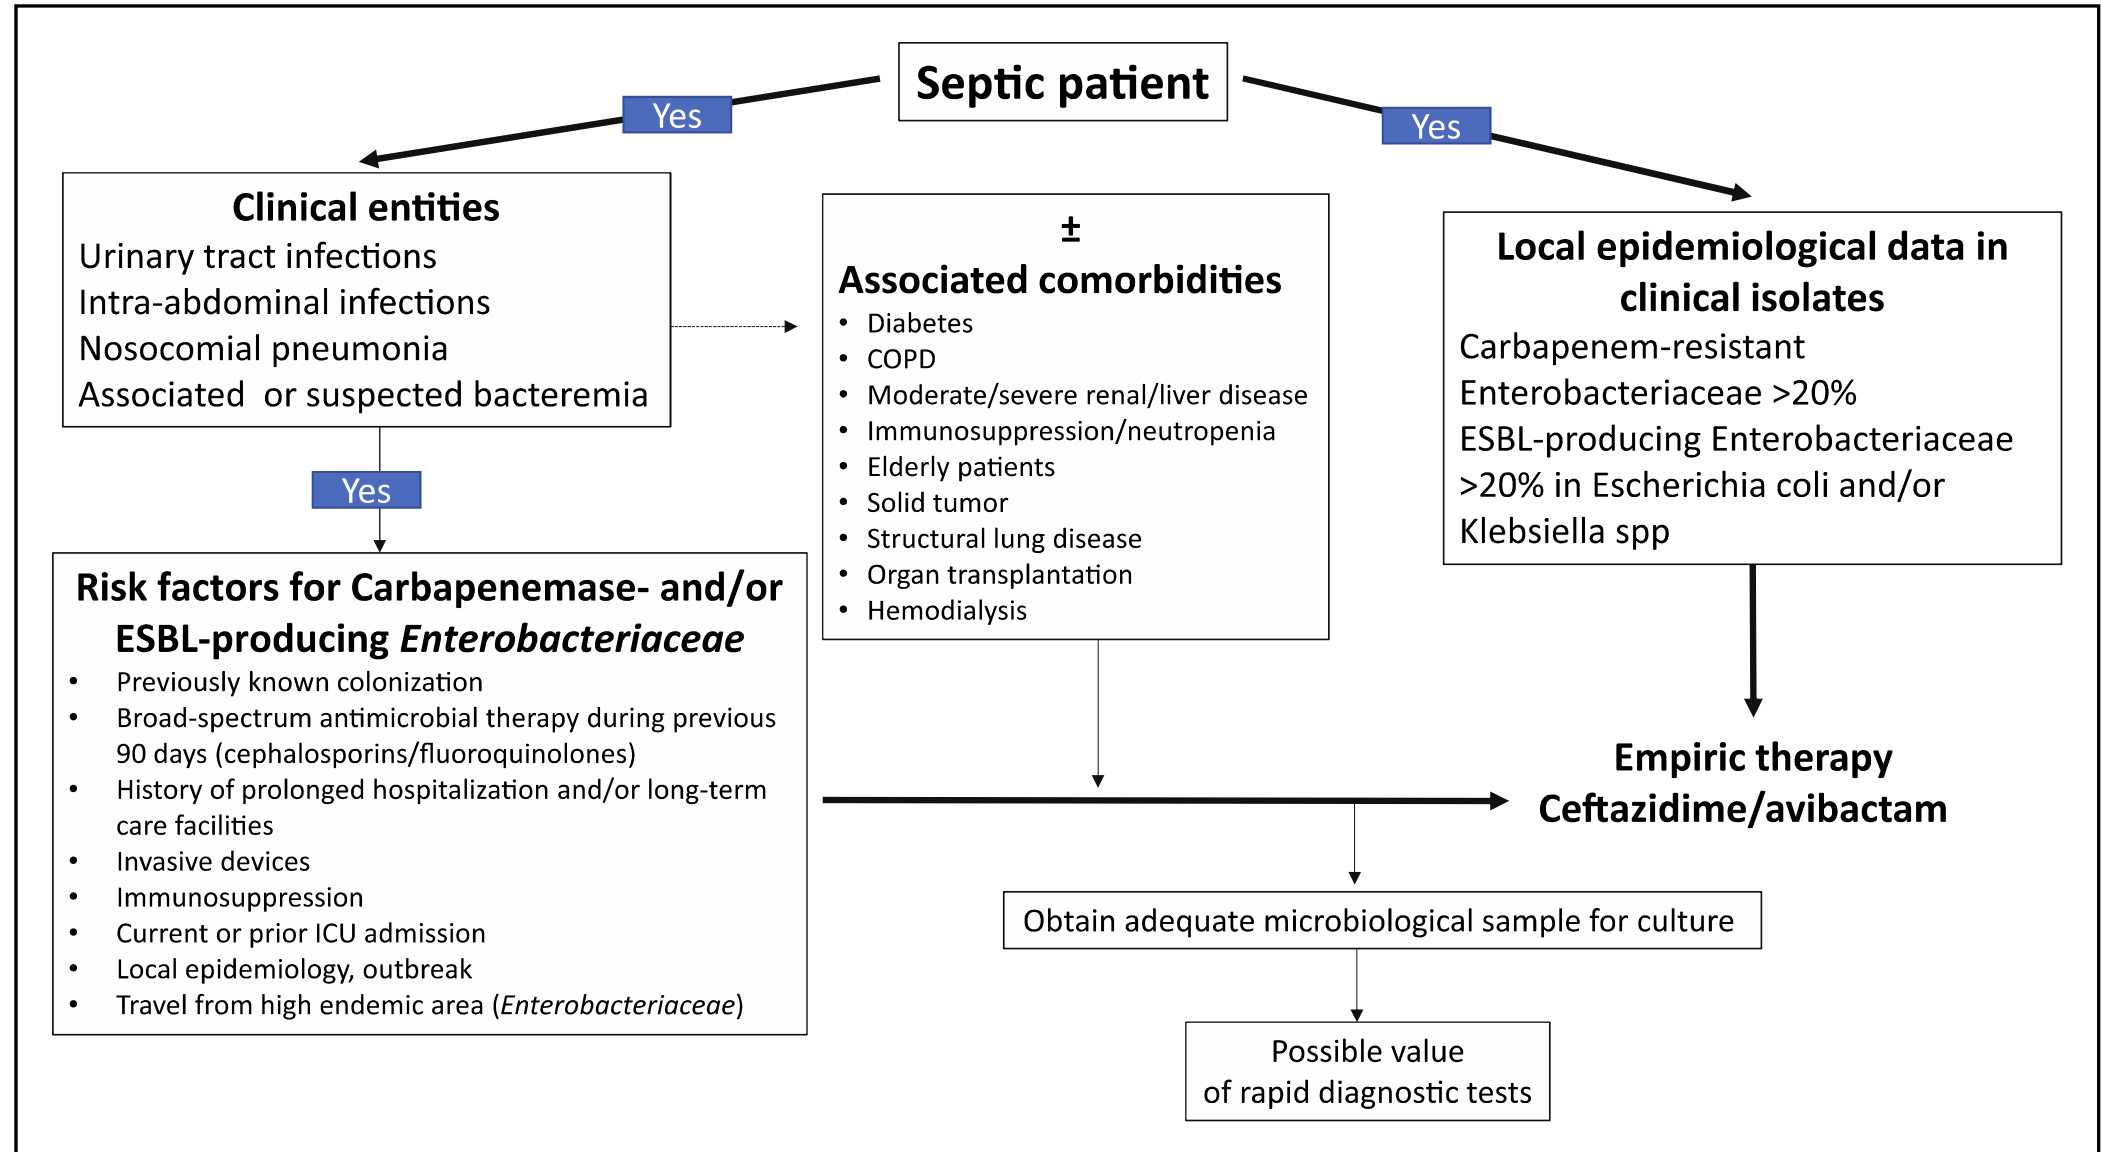 Septic patient
Yes
Yes
Clinical entities
Urinary tract infections
Intra-abdominal infections
Nosocomial pneumonia
Associated  or suspected bacteremia
±
Associated comorbidities
• Diabetes
• COPD
• Moderate/severe renal/liver disease
• Immunosuppression/neutropenia
• Elderly patients
• Solid tumor
• Structural lung disease
• Organ transplantation
• Hemodialysis
Local epidemiological data in
clinical isolates
Carbapenem-resistant
Enterobacteriaceae >20%
ESBL-producing Enterobacteriaceae
>20% in Escherichia coli and/or
Klebsiella spp
Yes
Risk factors for Carbapenemase- and/or
ESBL-producing Enterobacteriaceae
• Previously known colonization
• Broad-spectrum antimicrobial therapy during previous
90 days (cephalosporins/fluoroquinolones)
• History of prolonged hospitalization and/or long-term
care facilities
• Invasive devices
• Immunosuppression
• Current or prior ICU admission
• Local epidemiology, outbreak
• Travel from high endemic area (Enterobacteriaceae)
Empiric therapy
Ceftazidime/avibactam
Obtain adequate microbiological sample for culture
Possible value
of rapid diagnostic tests